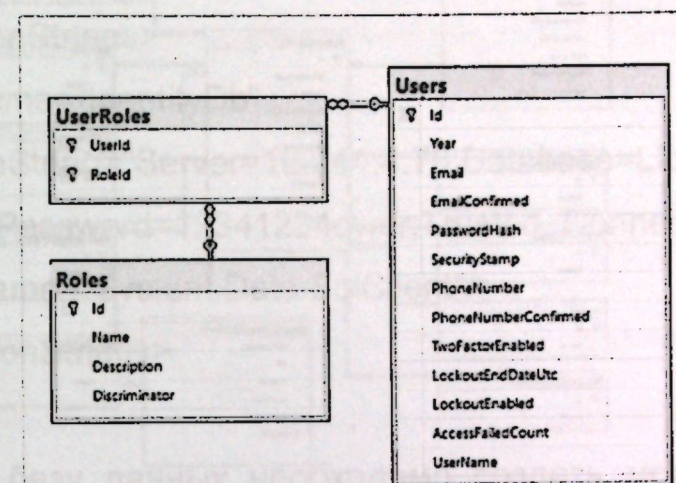 UserRoles
UserId
RoleId
Roles
Id
Name
Description
Discriminator
Users
Id
Year
Email
EmailConfirmed
PasswordHash
SecurityStamp
PhoneNumber
PhoneNumberConfirmed
TwoFactorEnabled
LockoutEndDateUtc
LockoutEnabled
AccessFailedCount
UserName